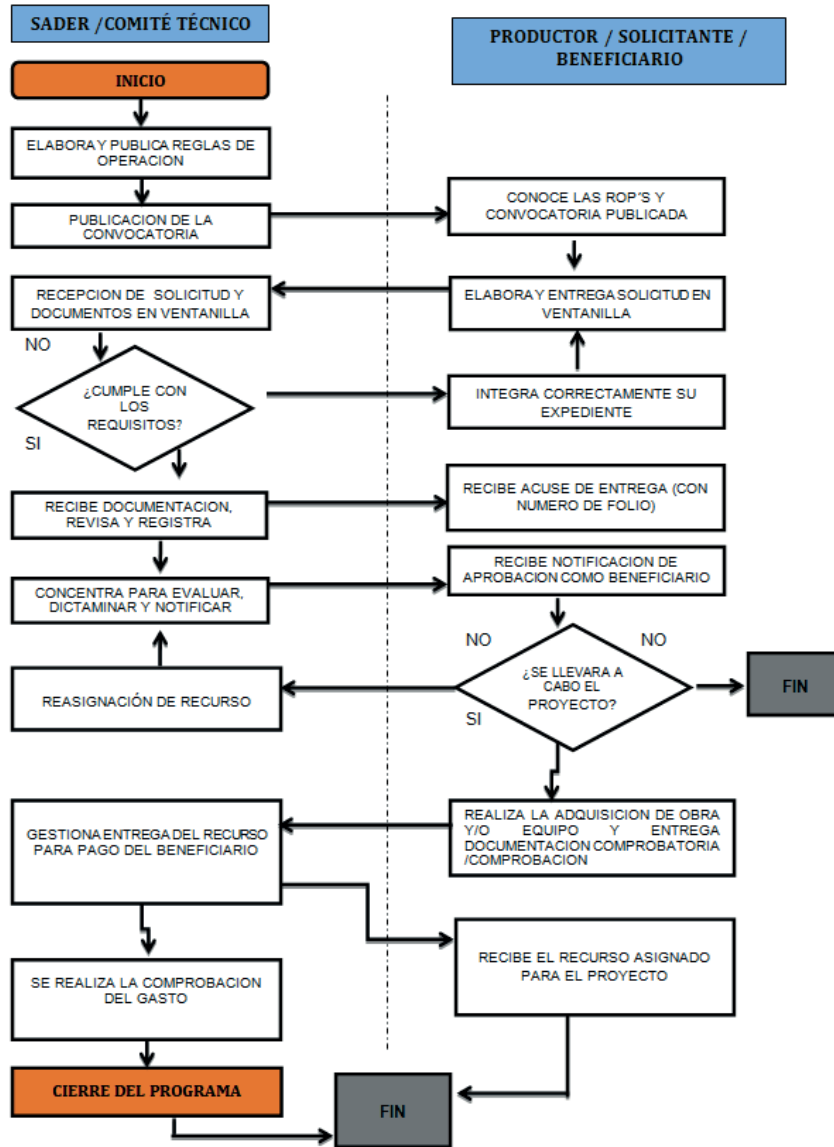 SADER /COMITÉ TÉCNICO
PRODUCTOR / SOLICITANTE /
BENEFICIARIO
INICIO
ELABORA Y PUBLICA REGLAS DE
OPERACION
PUBLICACION DE LA
CONVOCATORIA
CONOCE LAS ROP´S Y
CONVOCATORIA PUBLICADA
RECEPCION DE SOLICITUD Y
DOCUMENTOS EN VENTANILLA
ELABORA Y ENTREGA SOLICITUD EN
VENTANILLA
NO
¿CUMPLE CON
LOS
REQUISITOS?
SI
INTEGRA CORRECTAMENTE SU
EXPEDIENTE
RECIBE DOCUMENTACION,
REVISA Y REGISTRA
RECIBE ACUSE DE ENTREGA (CON
NUMERO DE FOLIO)
CONCENTRA PARA EVALUAR,
DICTAMINAR Y NOTIFICAR
RECIBE NOTIFICACION DE
APROBACION COMO BENEFICIARIO
NO
NO
¿SE LLEVARA A
CABO EL
PROYECTO?
SI
FIN
REASIGNACIÓN DE RECURSO
GESTIONA ENTREGA DEL RECURSO
PARA PAGO DEL BENEFICIARIO
REALIZA LA ADQUISICION DE OBRA
Y/O EQUIPO Y ENTREGA
DOCUMENTACION COMPROBATORIA
/COMPROBACION
RECIBE EL RECURSO ASIGNADO
PARA EL PROYECTO
SE REALIZA LA COMPROBACION
DEL GASTO
CIERRE DEL PROGRAMA
FIN